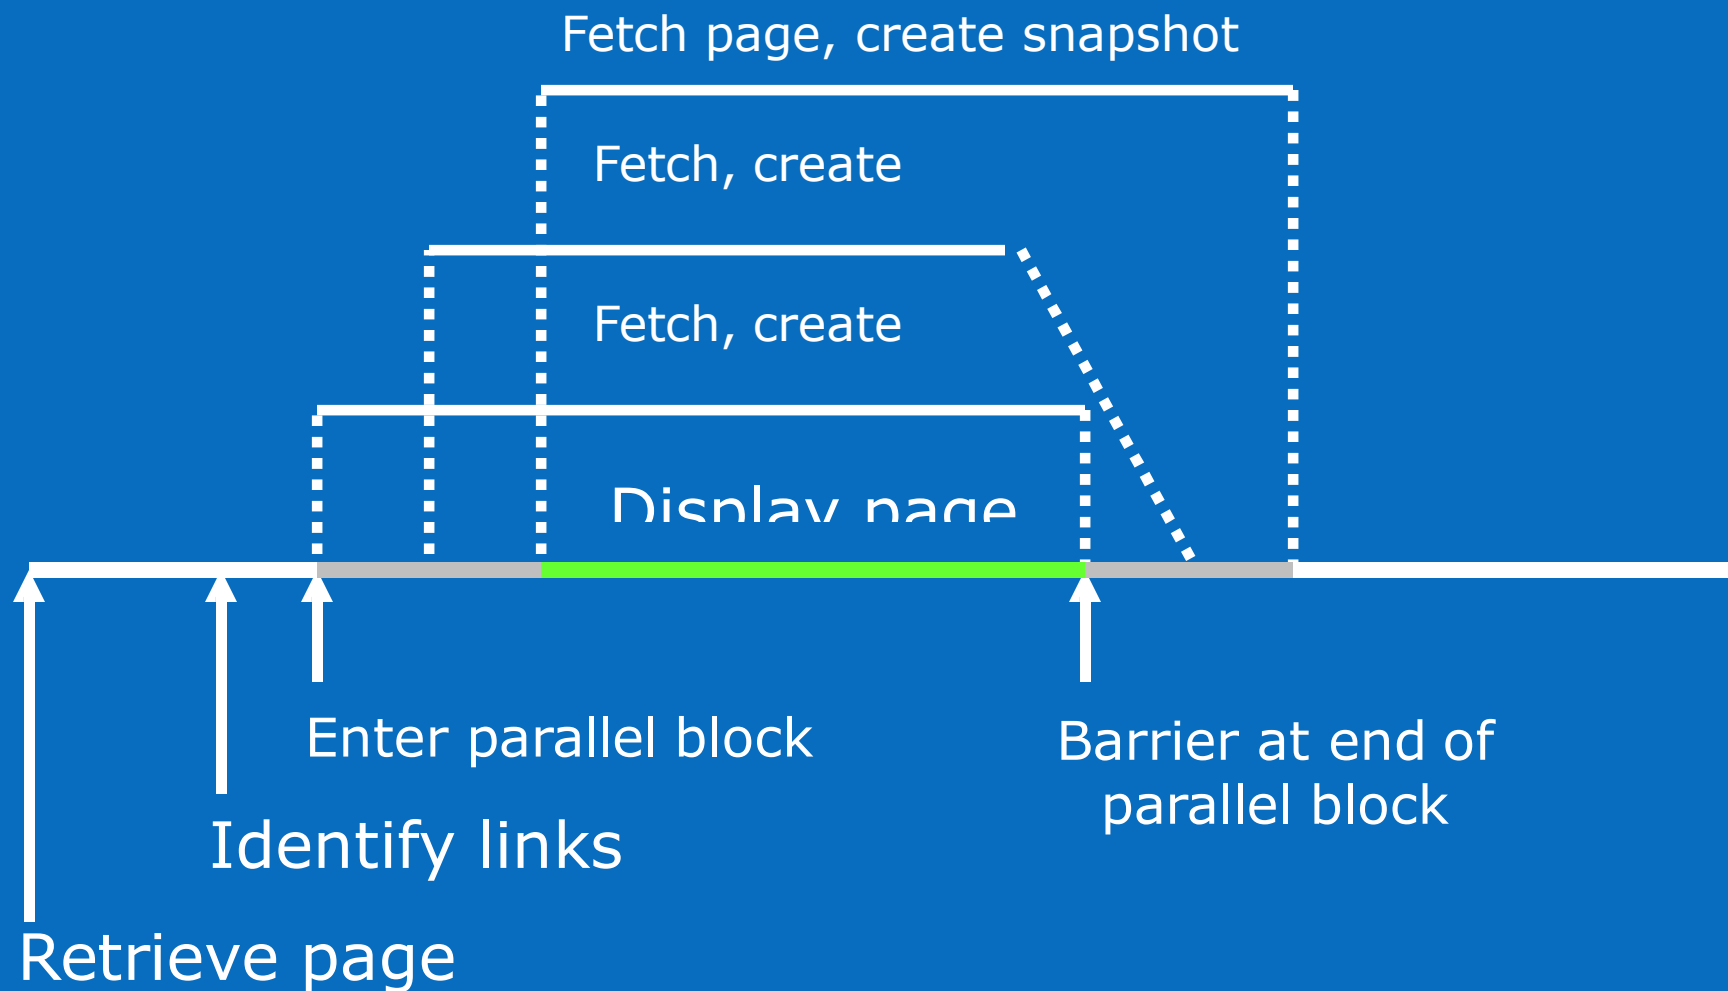 Fetch page, create snapshot
Fetch, create
Fetch, create
Display page
Enter parallel block
Barrier at end of
parallel block
Identify links
Retrieve page